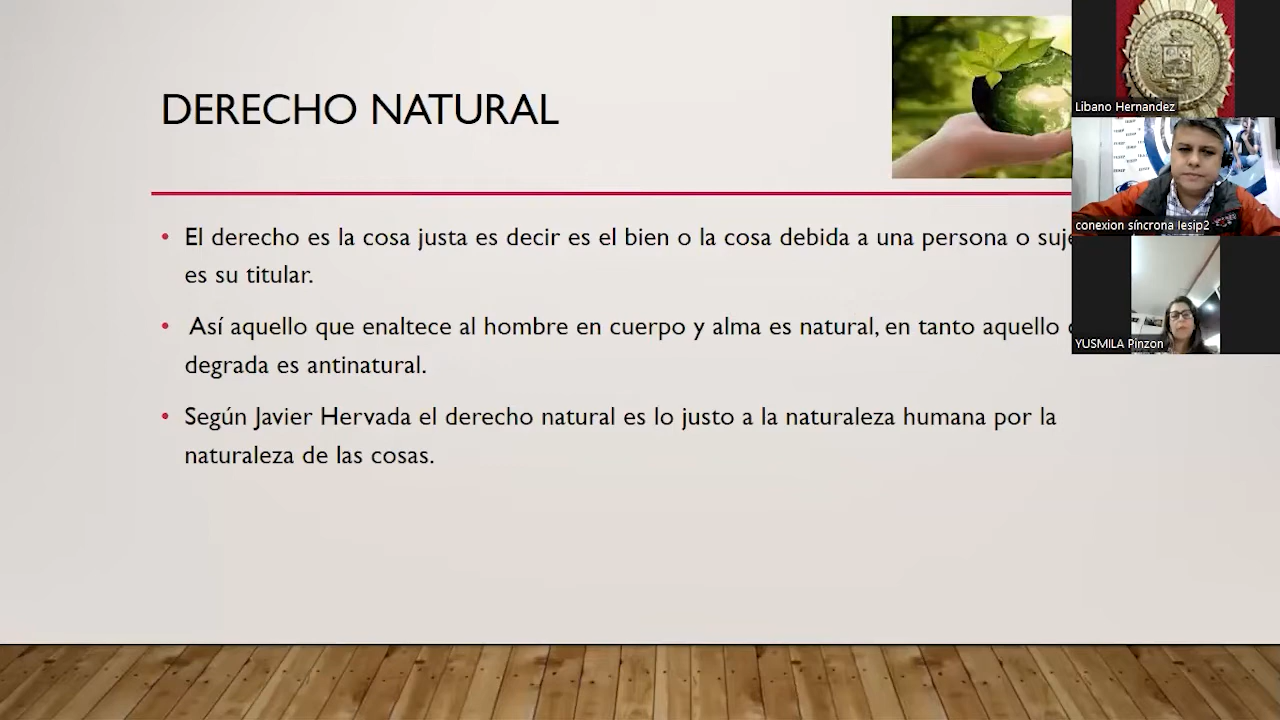 DERECHO NATURAL
• El derecho es la cosa justa es decir es el bien o la cosa debida a una persona o
es su titular.
• Así aquello que enaltece al hombre en cuerpo y alma es natural, en tanto aquello
degrada es antinatural.
• Según Javier Hervada el derecho natural es lo justo a la naturaleza humana por la
naturaleza de las cosas.
Libano Hernandez
conexion síncrona Iesip2
YUSMILA Pinzon